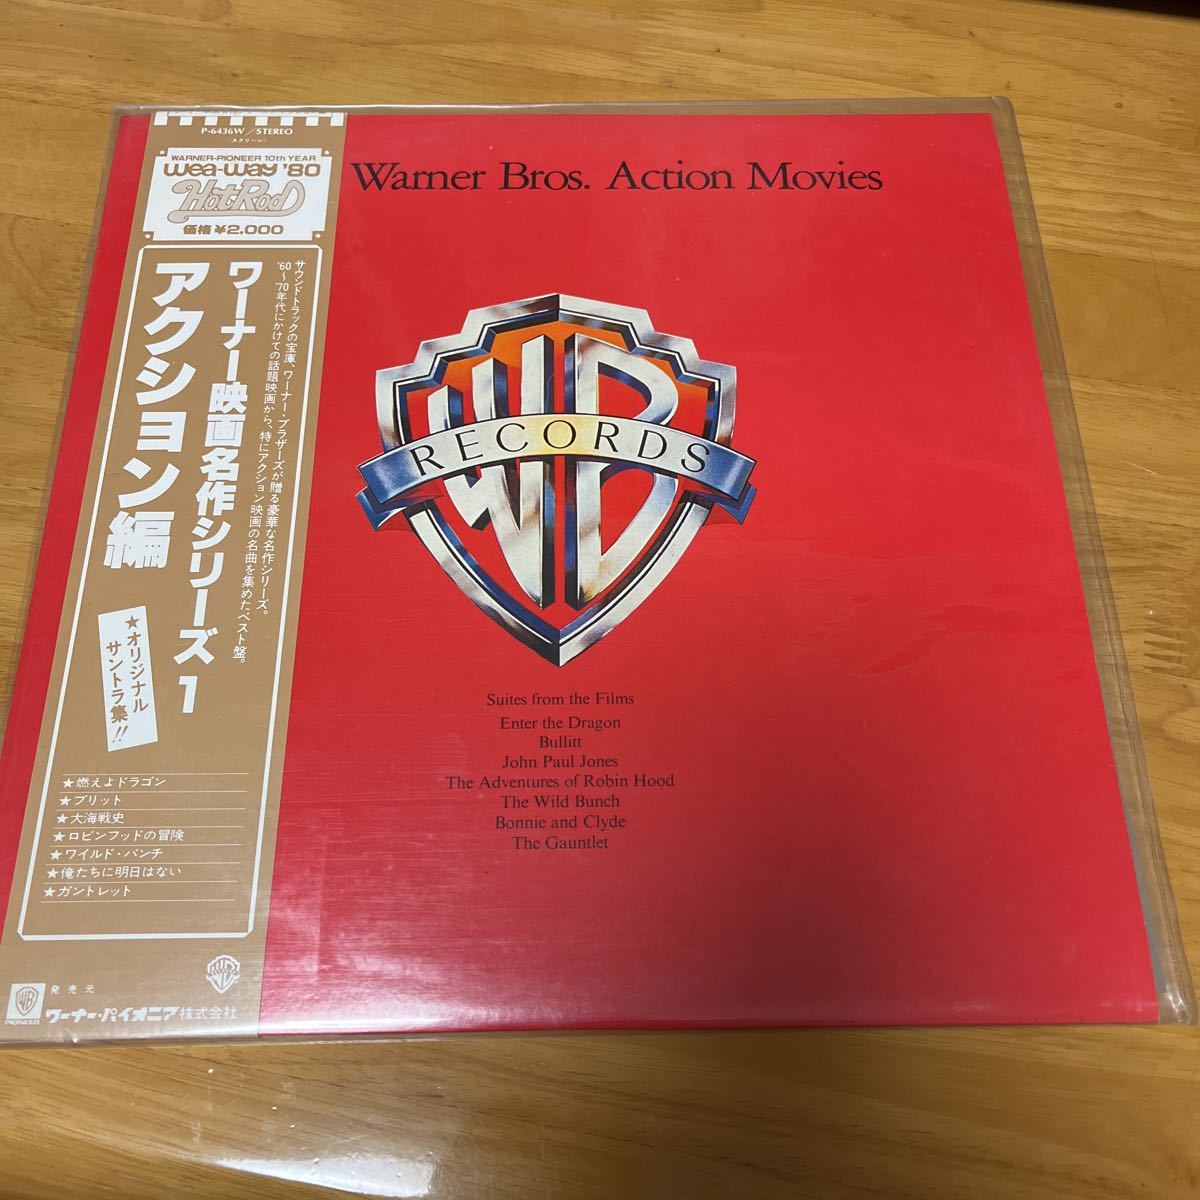 P-6436W/STEREO
(スクリーン)
WARNER-PIONEER 10th YEAR
wea-way '80
Hot Rod
価格¥2,000
サウンドトラックの宝庫、ワーナー・ブラザーズが贈る豪華な名作シリーズ。
'60〜'70年代にかけての話題映画から、特にアクション映画の名曲を集めたベスト盤。
ワーナー映画名作シリーズ1
アクション編
★オリジナル
サントラ集!!
★燃えよドラゴン
★ブリット
★大海戦史
★ロビンフッドの冒険
★ワイルド・バンチ
★俺たちに明日はない
★ガントレット
WB
PIONEER
発売元
ワーナー・パイオニア株式会社
Warner Bros. Action Movies
WB
RECORDS
Suites from the Films
Enter the Dragon
Bullitt
John Paul Jones
The Adventures of Robin Hood
The Wild Bunch
Bonnie and Clyde
The Gauntlet